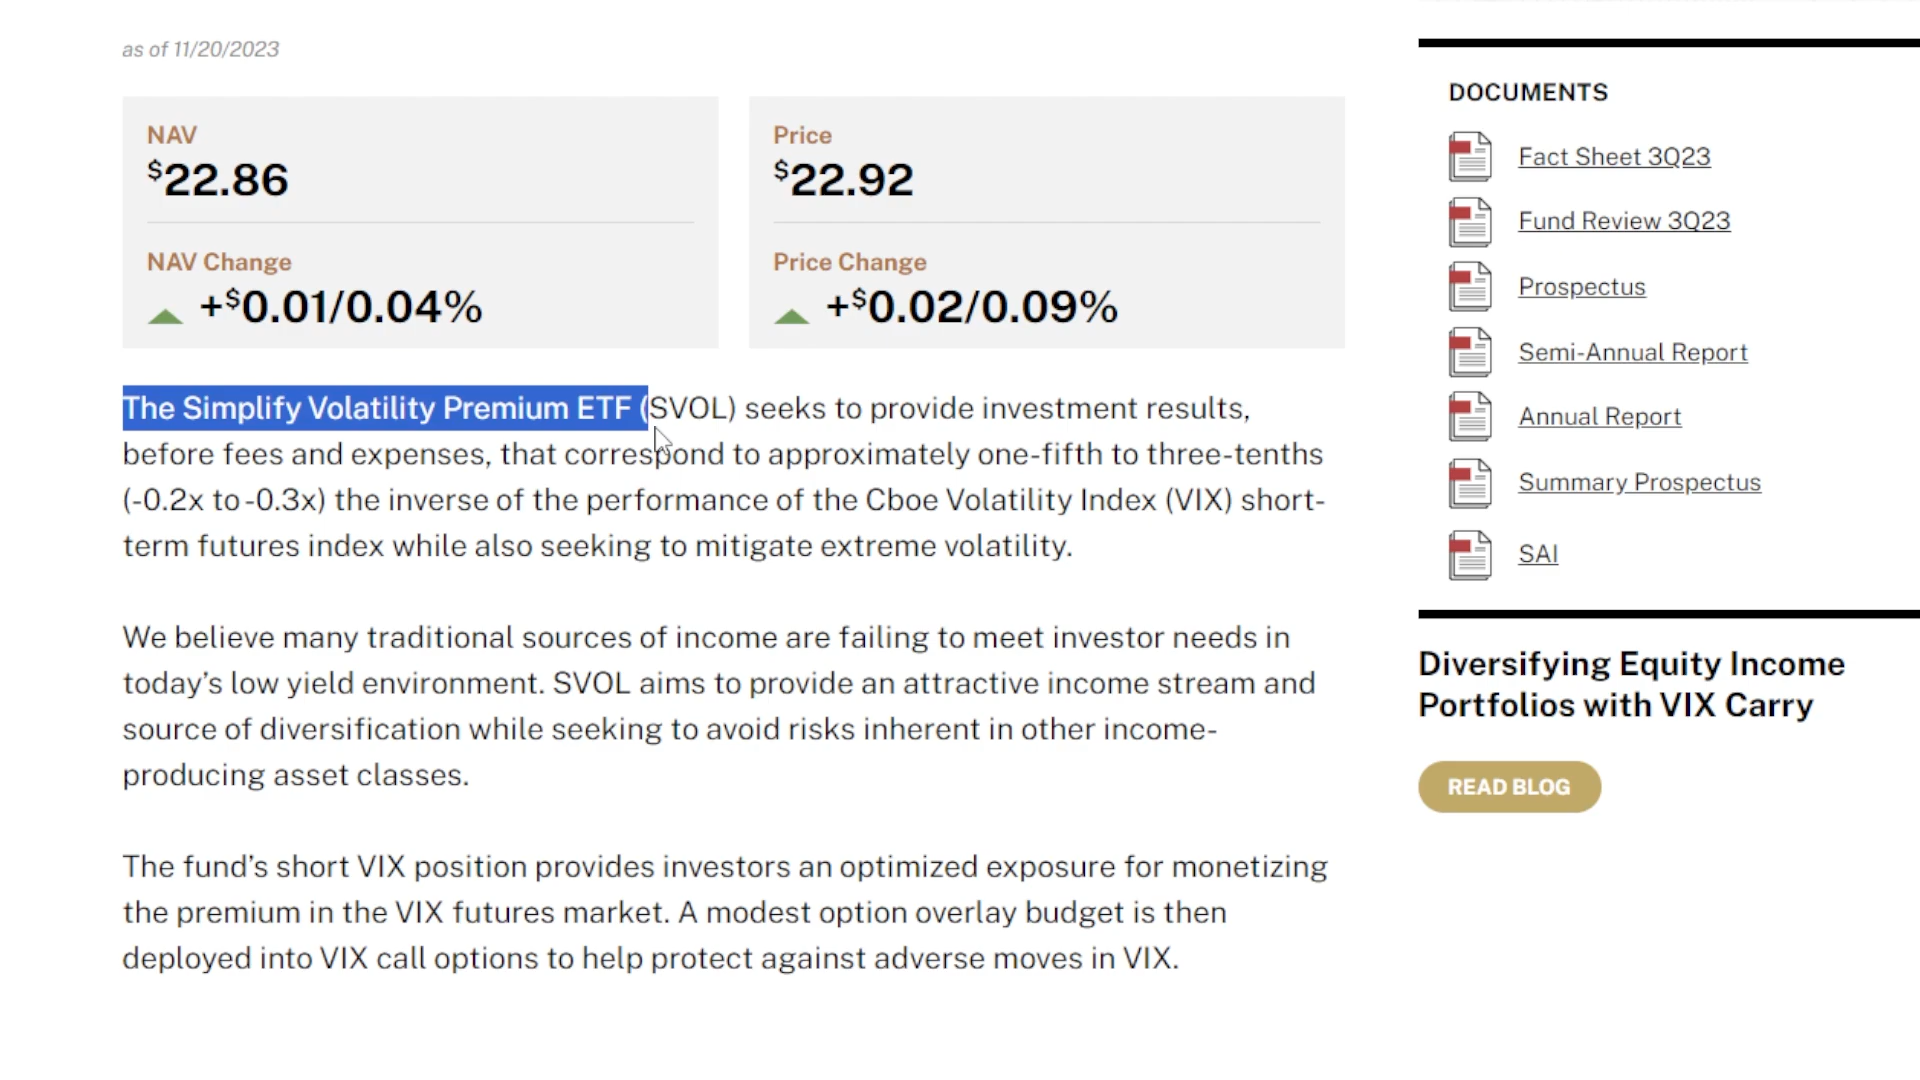 as of 11/20/2023
NAV
$22.86
NAV Change
+$0.01/0.04%
Price
$22.92
Price Change
+$0.02/0.09%
The Simplify Volatility Premium ETF (SVOL) seeks to provide investment results,
before fees and expenses, that correspond to approximately one-fifth to three-tenths
(-0.2x to -0.3x) the inverse of the performance of the Cboe Volatility Index (VIX) short-
term futures index while also seeking to mitigate extreme volatility.
We believe many traditional sources of income are failing to meet investor needs in
today’s low yield environment. SVOL aims to provide an attractive income stream and
source of diversification while seeking to avoid risks inherent in other income-
producing asset classes.
The fund’s short VIX position provides investors an optimized exposure for monetizing
the premium in the VIX futures market. A modest option overlay budget is then
deployed into VIX call options to help protect against adverse moves in VIX.
DOCUMENTS
Fact Sheet 3Q23
Fund Review 3Q23
Prospectus
Semi-Annual Report
Annual Report
Summary Prospectus
SAI
Diversifying Equity Income
Portfolios with VIX Carry
READ BLOG